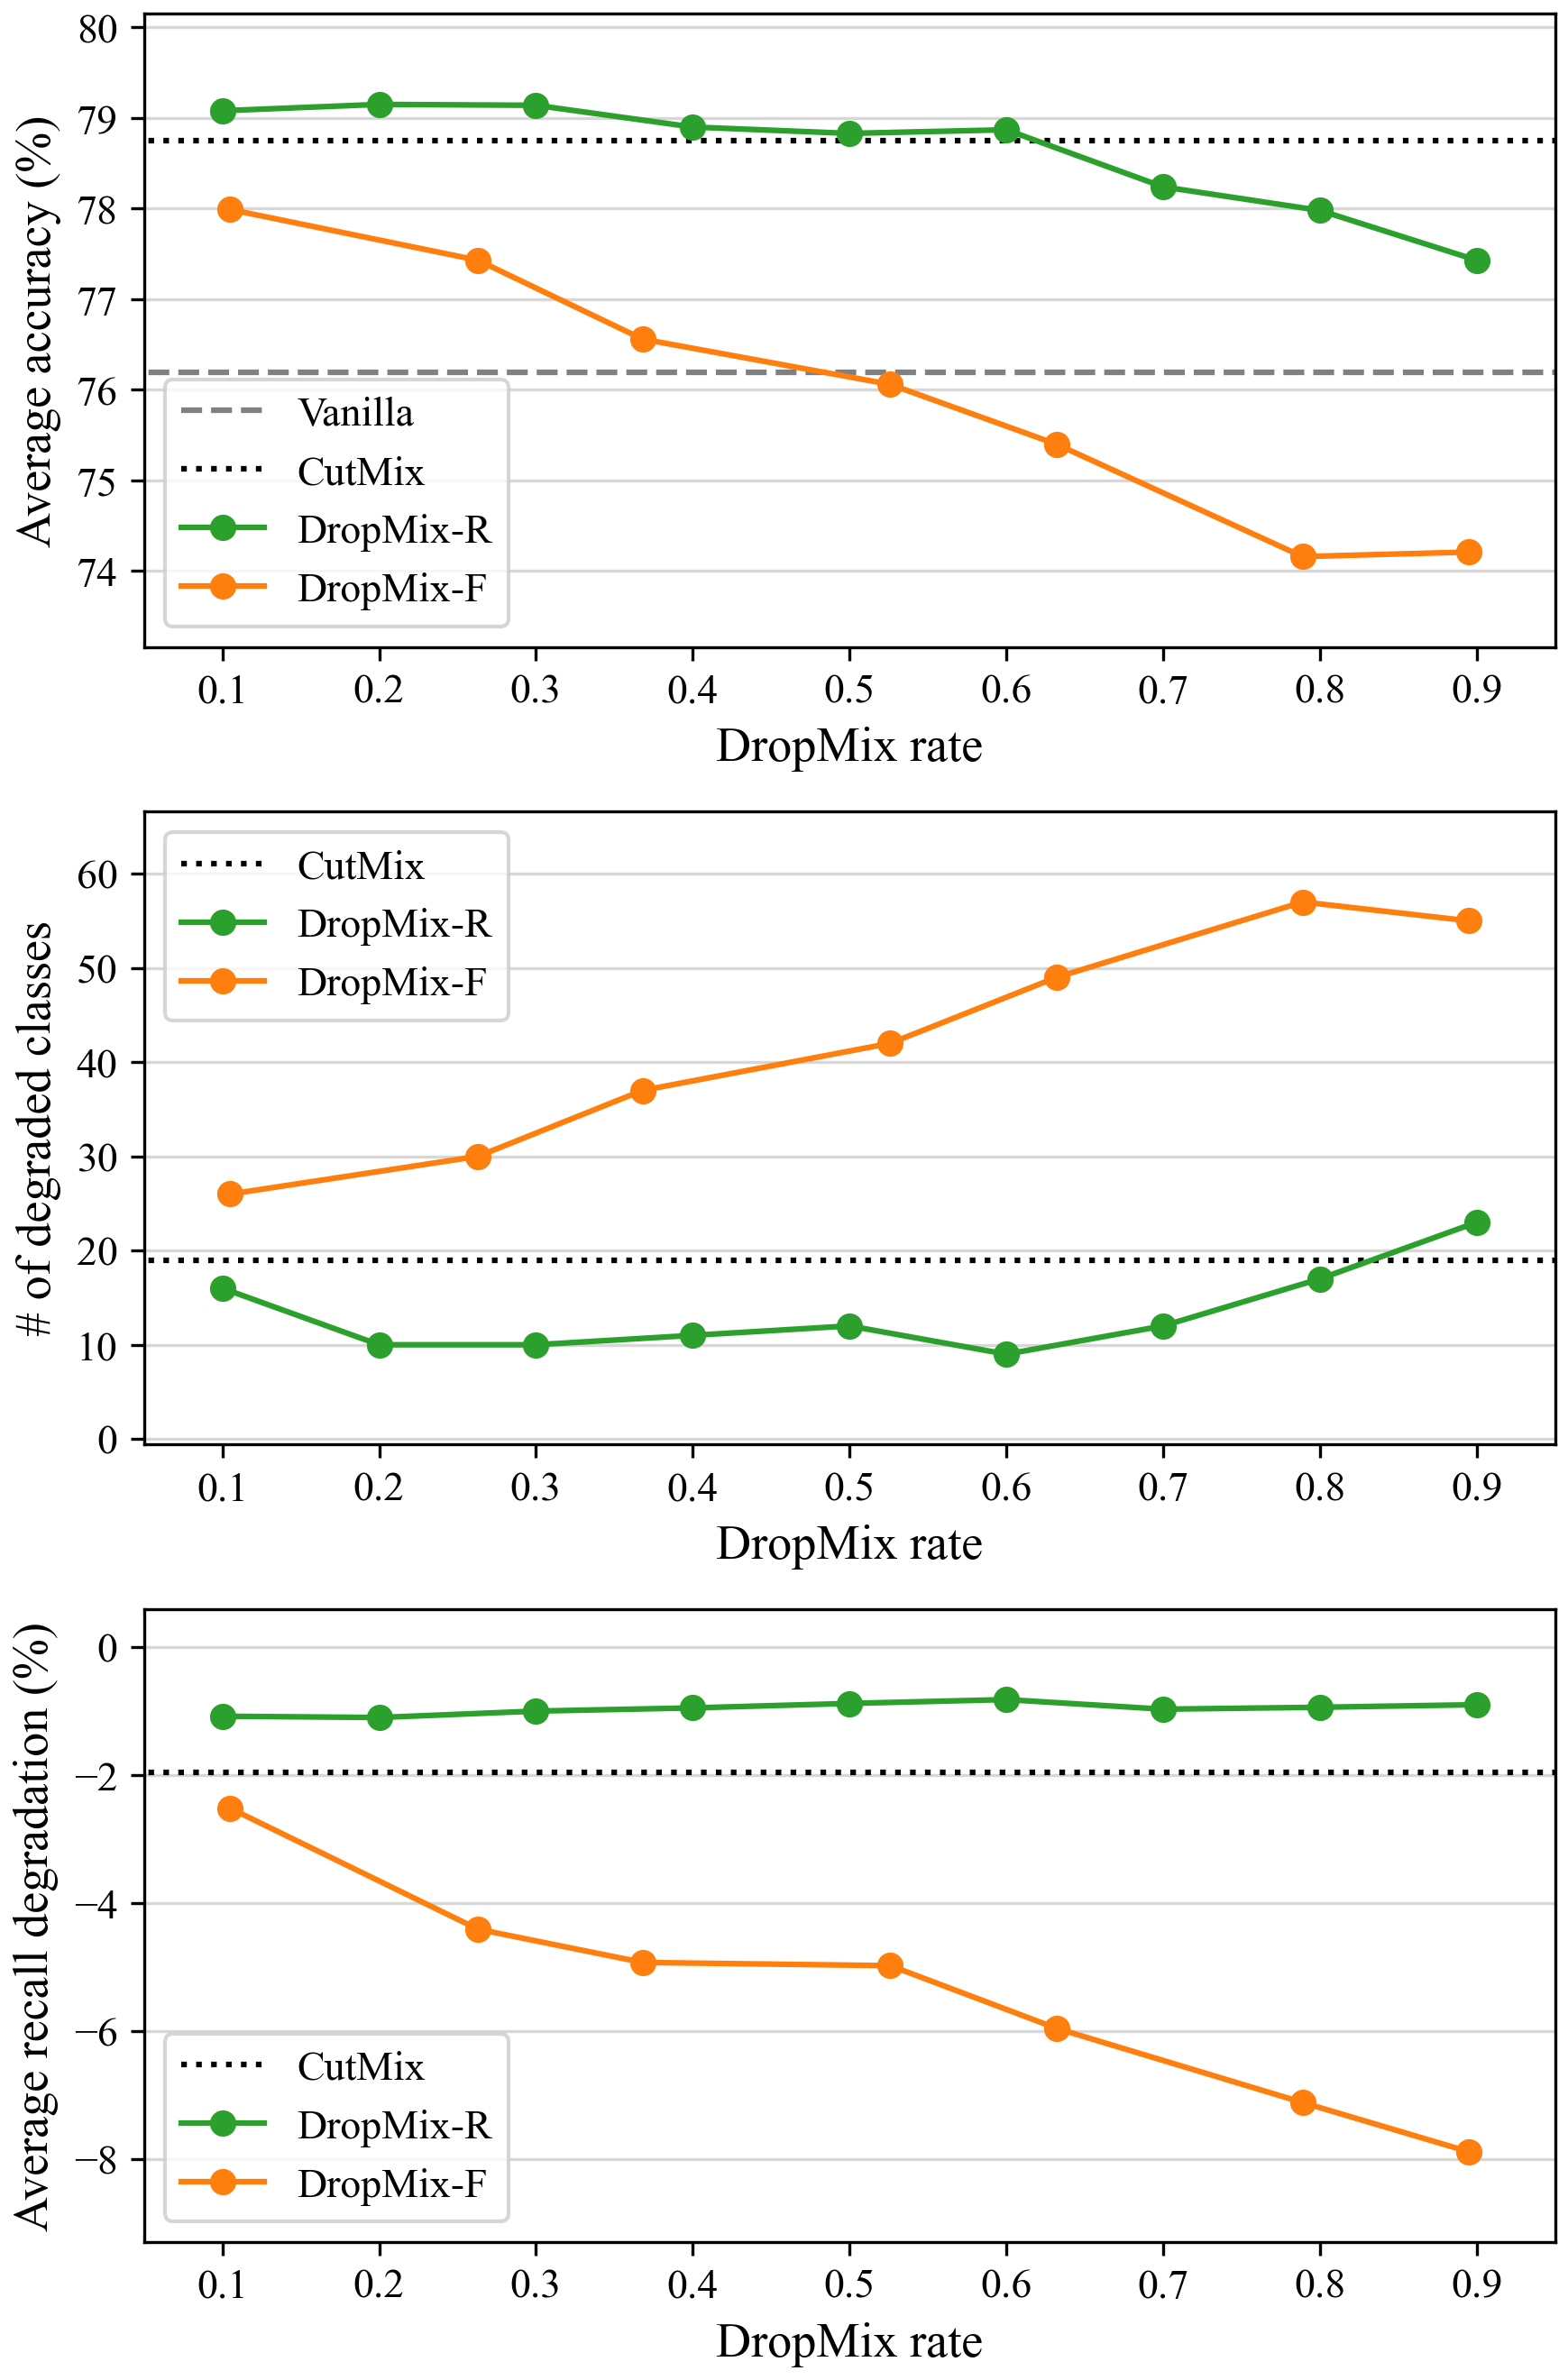 Average accuracy (%)
80
79
78
77
76
75
74
Vanilla
CutMix
DropMix-R
DropMix-F
0.1 0.2 0.3 0.4 0.5 0.6 0.7 0.8 0.9
DropMix rate
# of degraded classes
60
50
40
30
20
10
0
CutMix
DropMix-R
DropMix-F
0.1 0.2 0.3 0.4 0.5 0.6 0.7 0.8 0.9
DropMix rate
Average recall degradation (%)
0
−2
−4
−6
−8
CutMix
DropMix-R
DropMix-F
0.1 0.2 0.3 0.4 0.5 0.6 0.7 0.8 0.9
DropMix rate